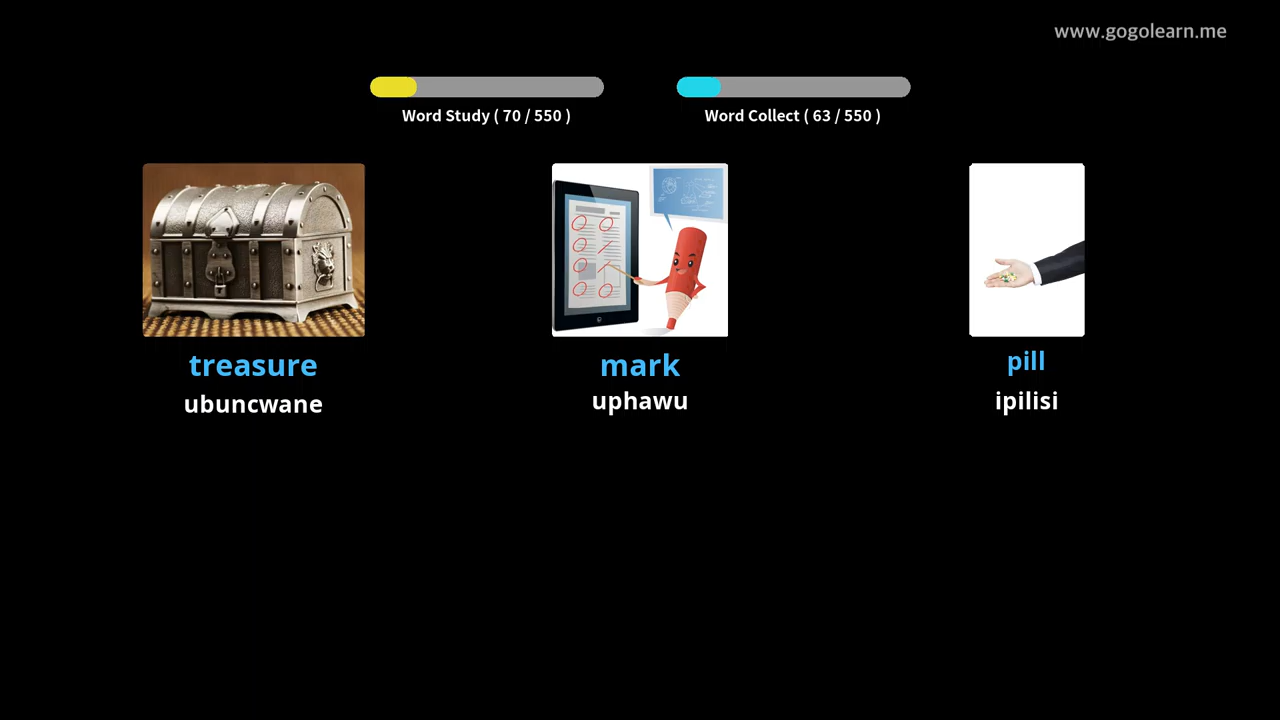 www.gogolearn.me
Word Study ( 70 / 550 )
Word Collect ( 63 / 550 )
treasure
ubuncwane
mark
uphawu
pill
ipilisi